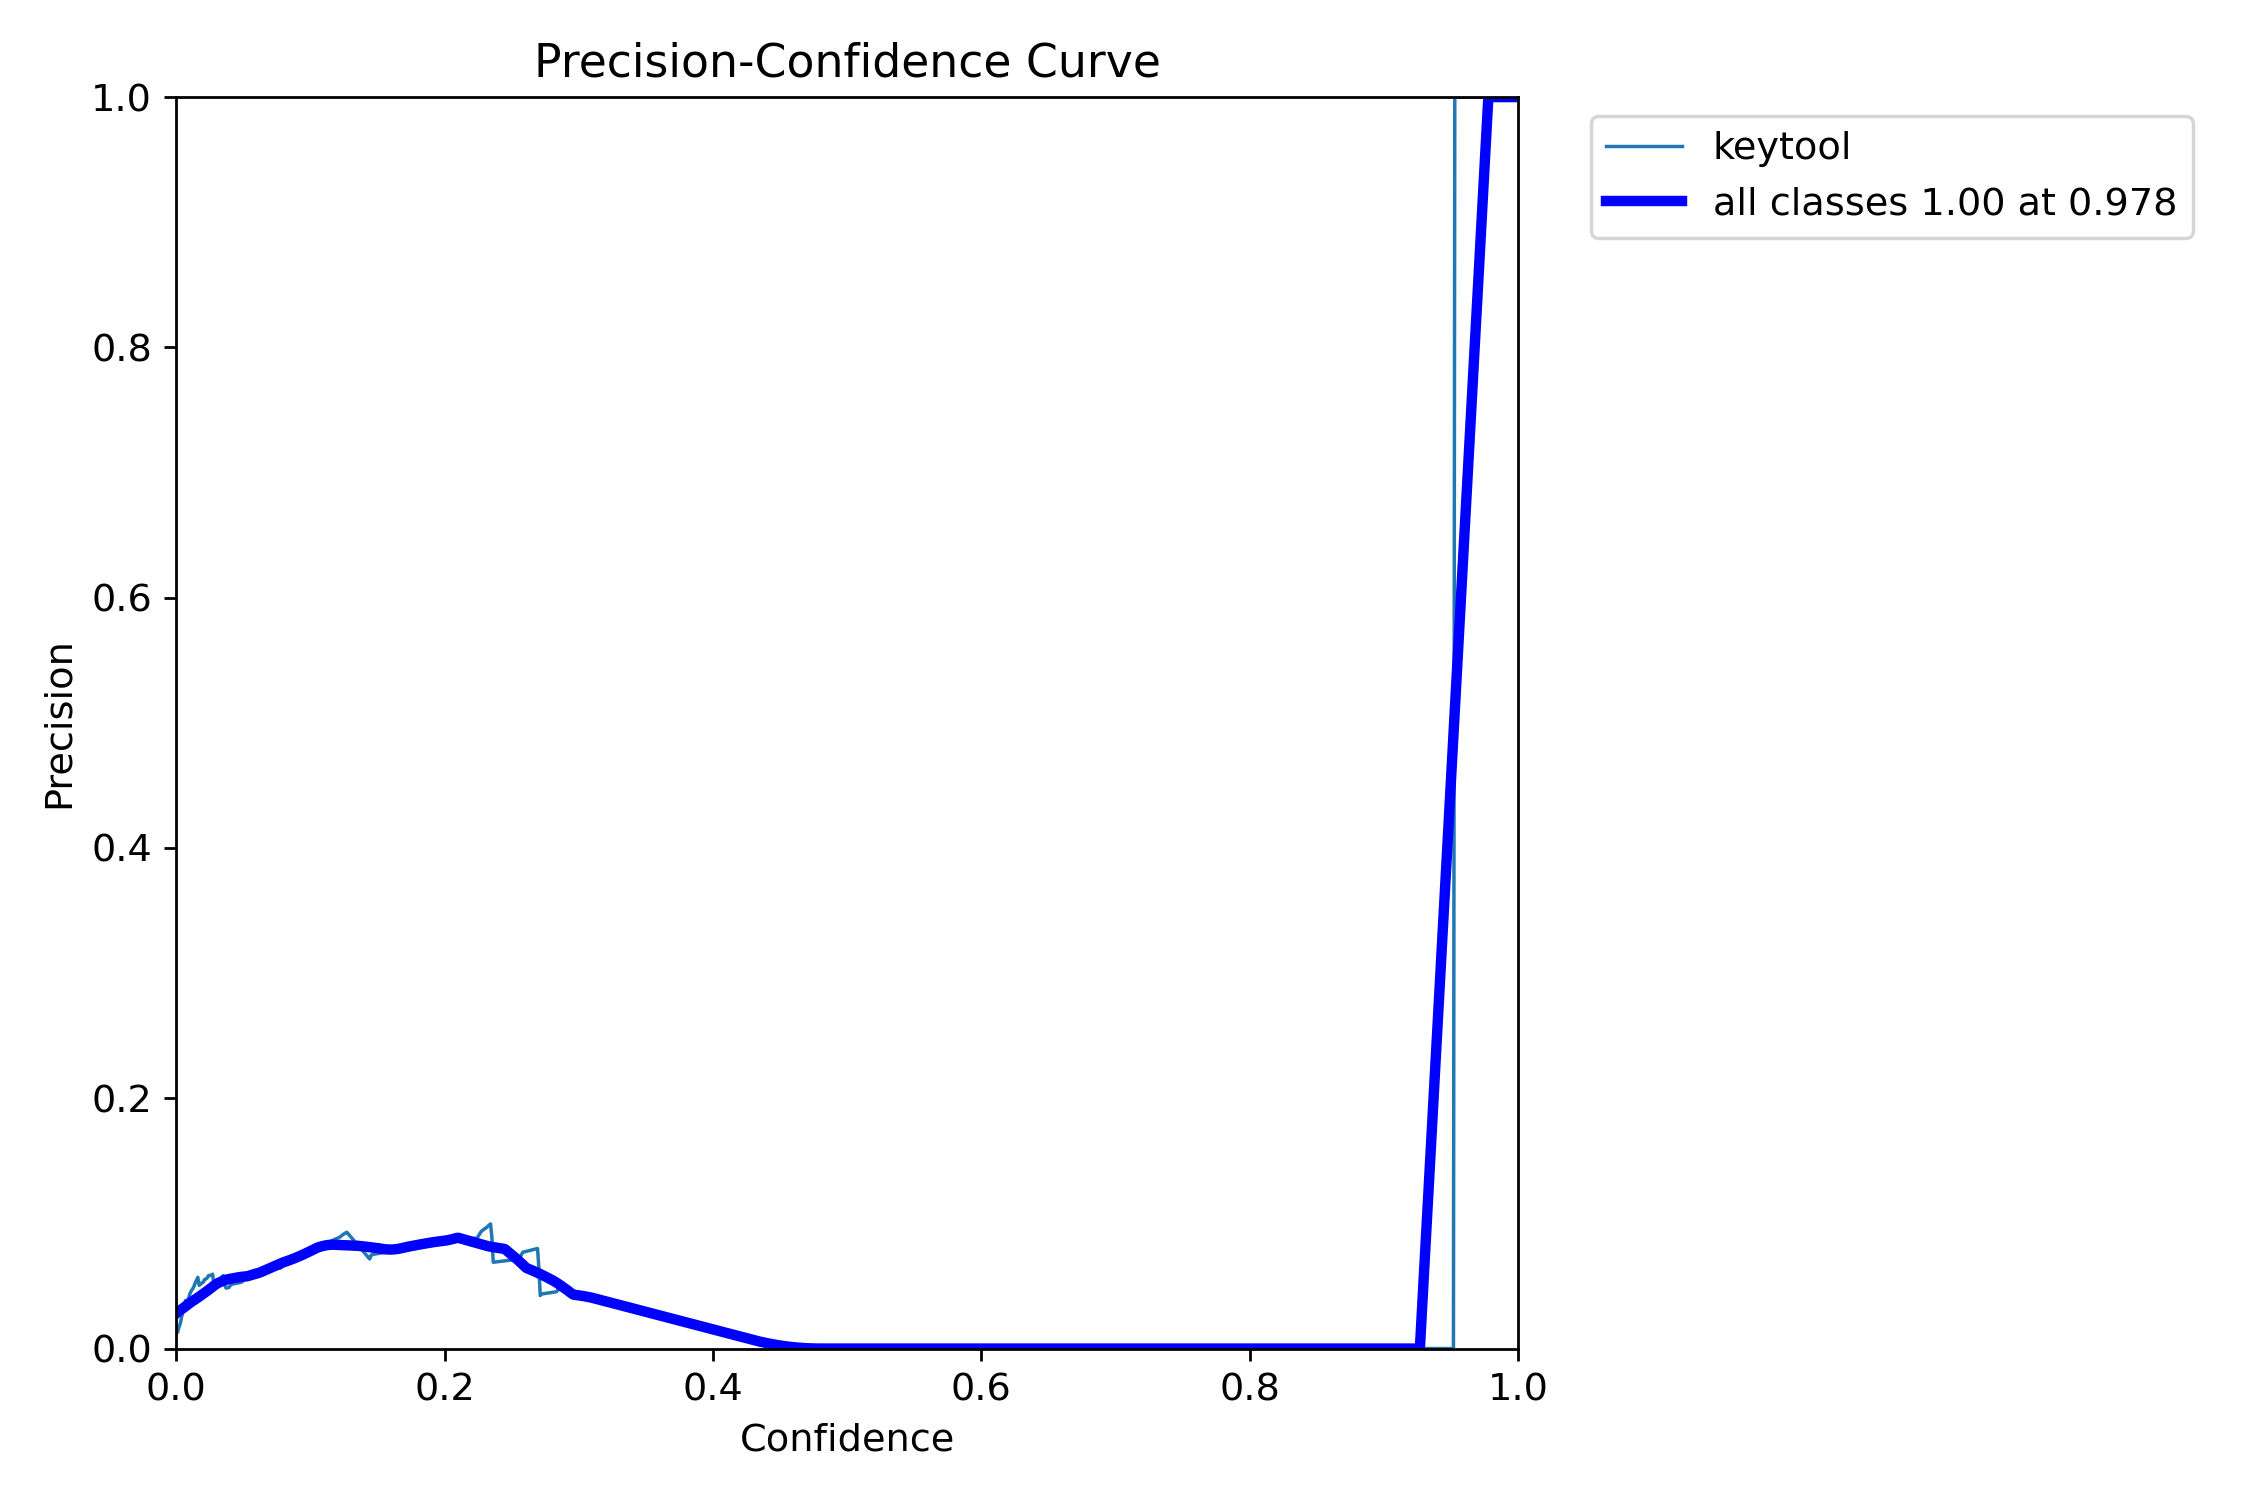 Precision-Confidence Curve
1.0
0.8
0.6
0.4
0.2
0.0
Precision
0.0 0.2 0.4 0.6 0.8 1.0
Confidence
keytool
all classes 1.00 at 0.978